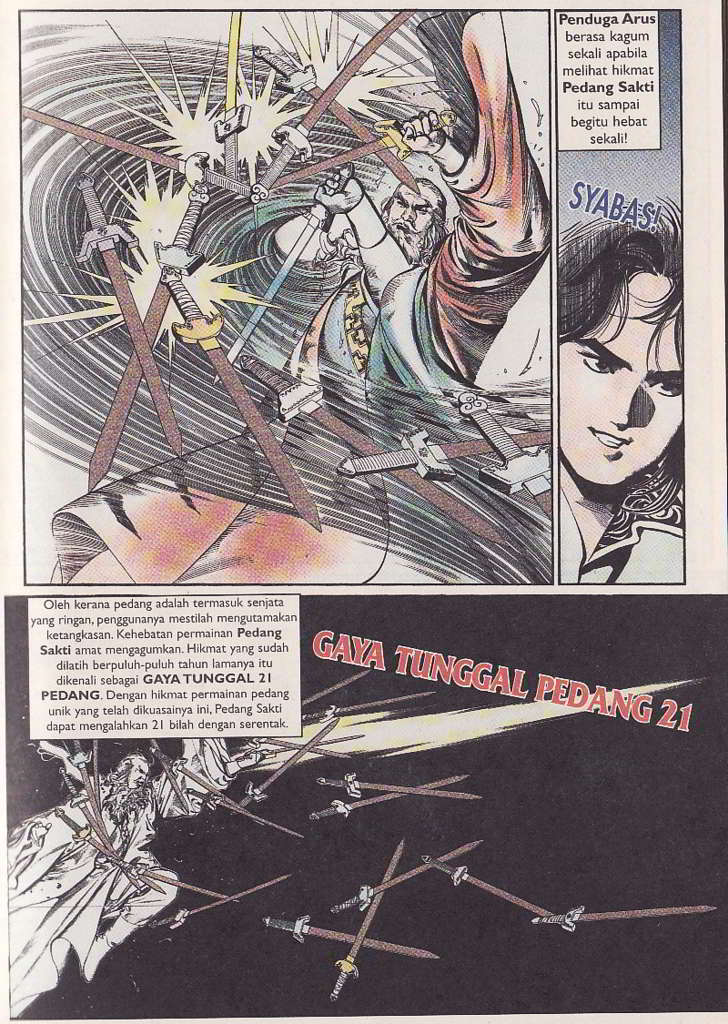 Penduga Arus
berasa kagum
sekali apabila
melihat hikmat
Pedang Sakti
itu sampai
begitu hebat
sekali!
SYABAS!
Oleh kerana pedang adalah termasuk senjata
yang ringan, penggunanya mestilah mengutamakan
ketangkasan. Kehebatan permainan Pedang
Sakti amat mengagumkan. Hikmat yang sudah
dilatih berpuluh-puluh tahun lamanya itu
dikenali sebagai GAYA TUNGGAL 21
PEDANG. Dengan hikmat permainan pedang
unik yang telah dikuasainya ini, Pedang Sakti
dapat mengalahkan 21 bilah dengan serentak.
GAYA TUNGGAL PEDANG 21